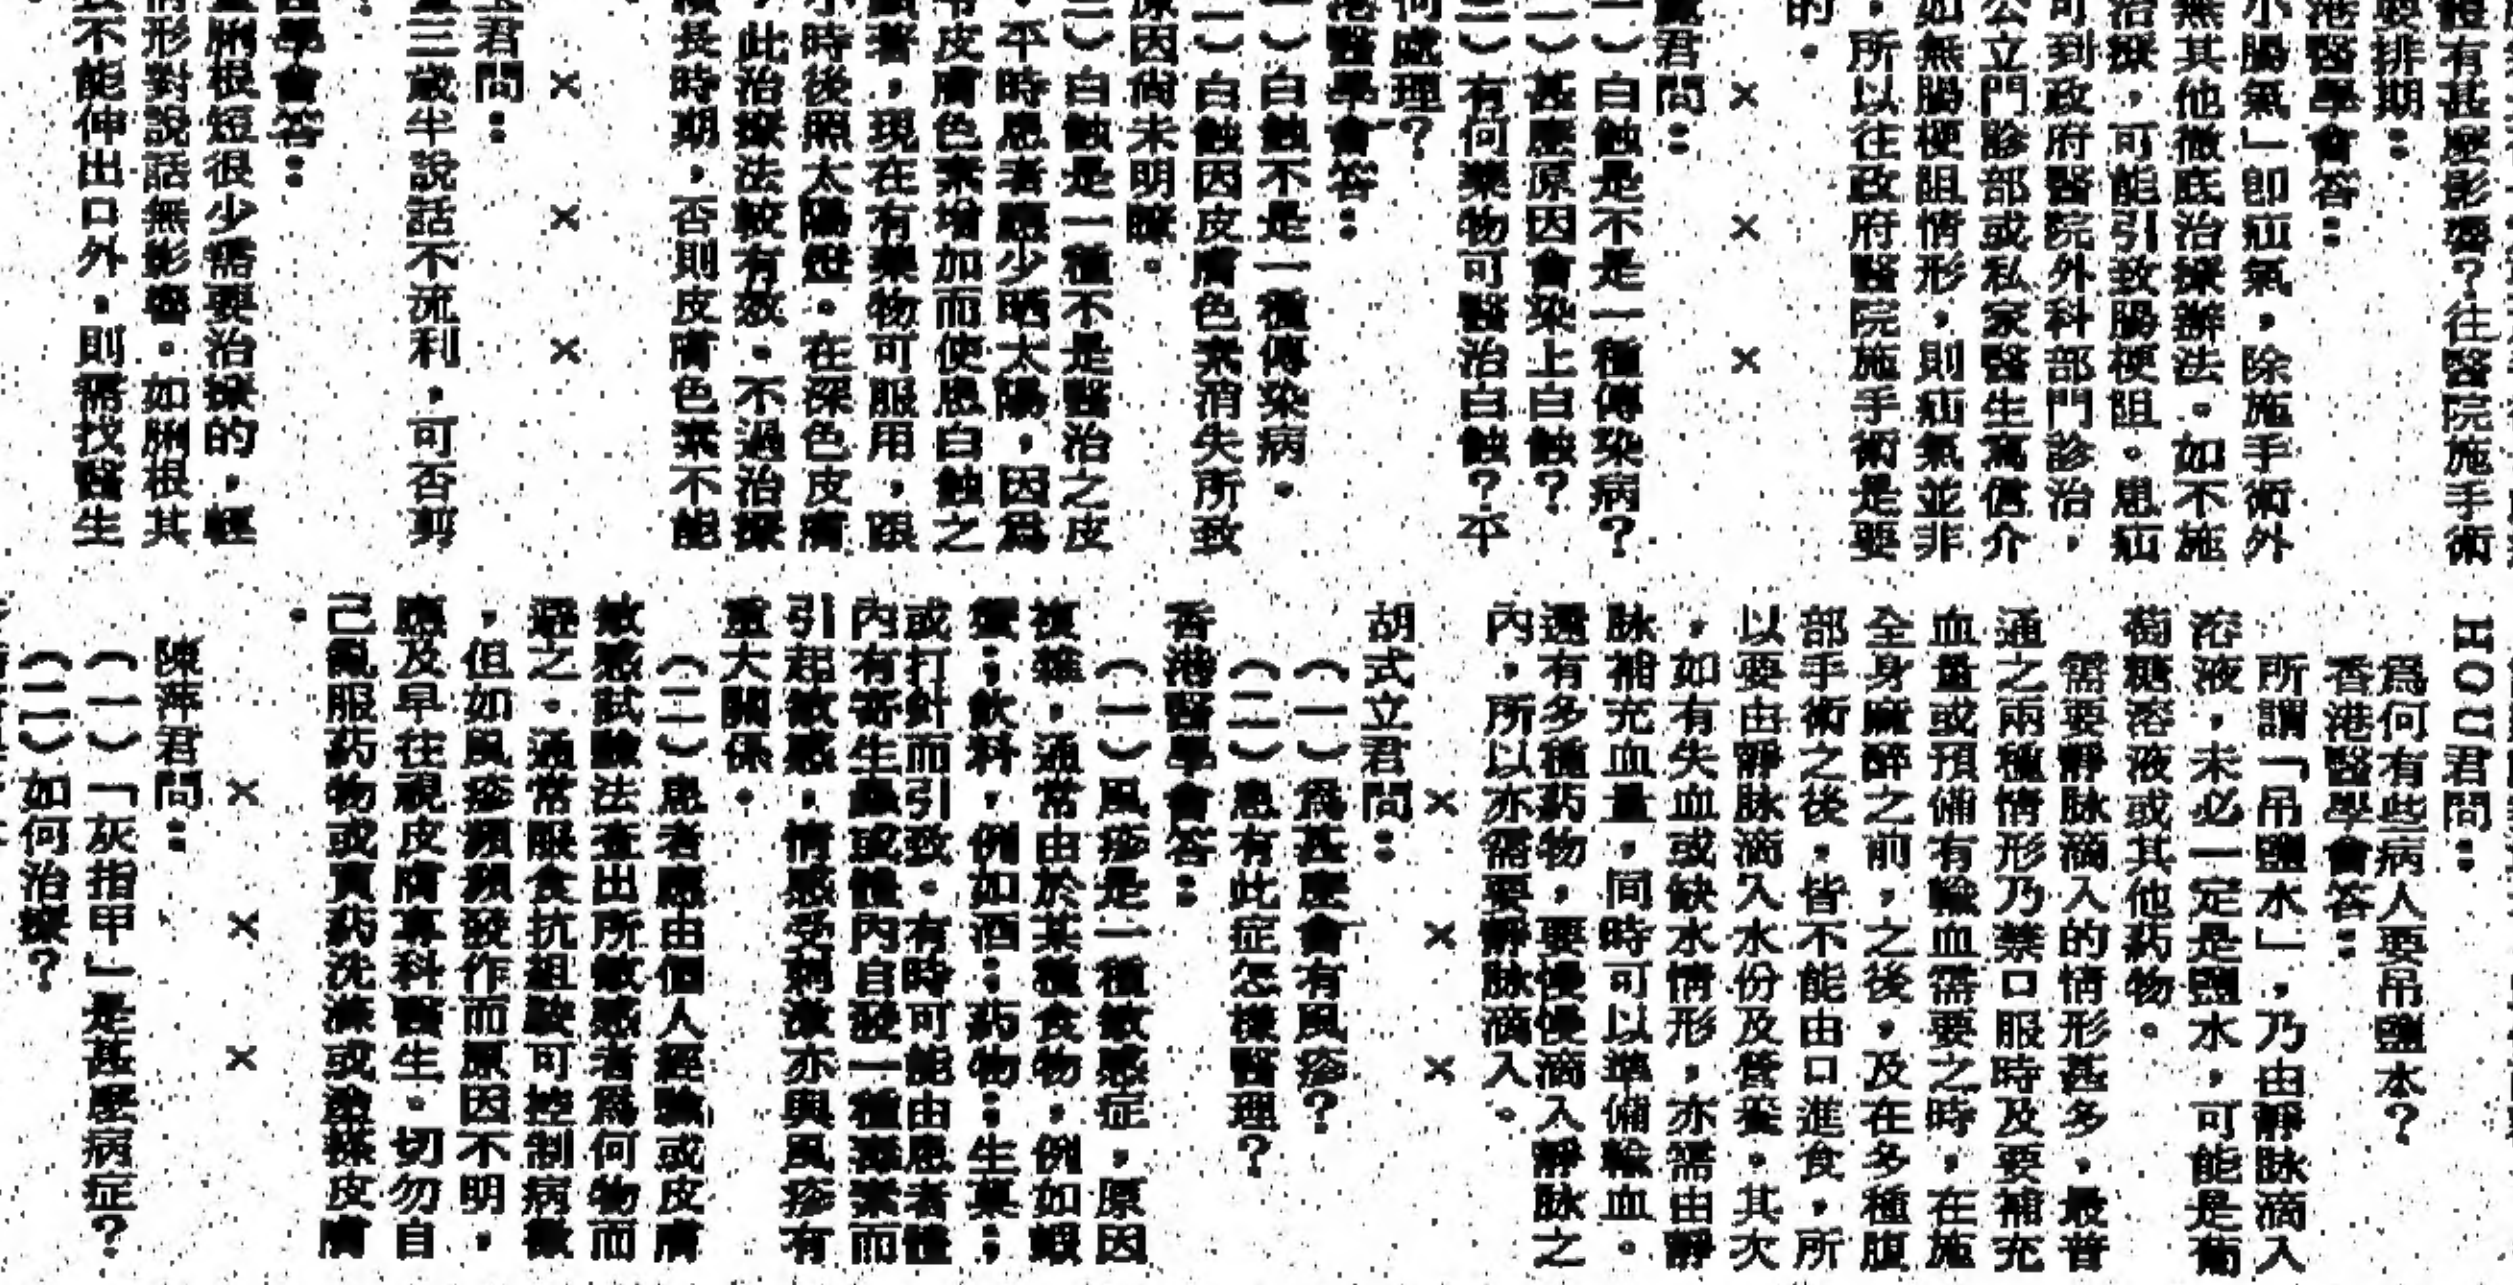 體有甚麼影響？往醫院施手術
要排期：
港醫學會答：
小腸氣」卽疝氣，除施手術外
無其他徹底治療辦法。如不施
治療，可能引致腸梗阻。患疝
可到政府醫院外科部門診治，
公立門診部或私家醫生寫信介
如無腸梗阻情形，則疝氣並非
，所以往政府醫院施手術是要
的。
× × ×
君問：
一）白蝕是不是一種傳染病？
二）甚麼原因會染上白蝕？
三）有何藥物可醫治白蝕？平
何處理？
港醫學會答：
一）白蝕不是一種傳染病。
二）白蝕因皮膚色素消失所致
原因尚未明瞭。
三）白蝕是一種不是醫治之皮
，平時患者應少晒太陽，因爲
常皮膚色素增加而使患白蝕之
顯著，現在有藥物可服用，服
小時後照太陽燈。在深色皮膚
，此治療法較有效。不過治療
須長時期，否則皮膚色素不能
× × ×
君問：
三歲半說話不流利，可否剪
醫學會答：
脷根短很少需要治療的，輕
情形對說話無影響。如脷根其
不能伸出口外，則需找醫生
HOU君問：
爲何有些病人要吊鹽水？
香港醫學會答：
所謂「吊鹽水」，乃由靜脉滴入
溶液，未必一定是鹽水，可能是葡
萄糖溶液或其他葯物。
需要靜脉滴入的情形甚多，最普
通之兩種情形乃禁口服時及要補充
血量或預備有輸血需要之時，在施
全身麻醉之前，之後，及在多種腹
部手術之後，皆不能由口進食，所
以要由靜脉滴入水份及營養。其次
，如有失血或缺水情形，亦需由靜
脉補充血量，同時可以準備輸血。
還有多種葯物，要慢慢滴入靜脉之
內，所以亦需要靜脉滴入。
× × ×
胡式立君問：
（一）爲甚麼會有風疹？
（二）患有此症怎樣醫理？
香港醫學會答：
（一）風疹是一種敏感症，原因
複雜，通常由於某種食物，例如蝦
蟹；飲料，例如酒；葯物；生菓；
或打針而引致。有時可能由患者體
內有寄生蟲或體內自發一種毒素而
引起敏感，情感受刺激亦與風疹有
重大關係。
（二）患者應由個人經驗或皮膚
敏感試驗法查出所敏感者爲何物而
避之。通常服食抗組胺可控制病徵
，但如風疹頻頻發作而原因不明，
應及早往視皮膚專科醫生。切勿自
己亂服葯物或買葯洗滌或塗搽皮膚
。
× × ×
陳萍君問：
（一）「灰指甲」是甚麼病症？
（二）如何治療？